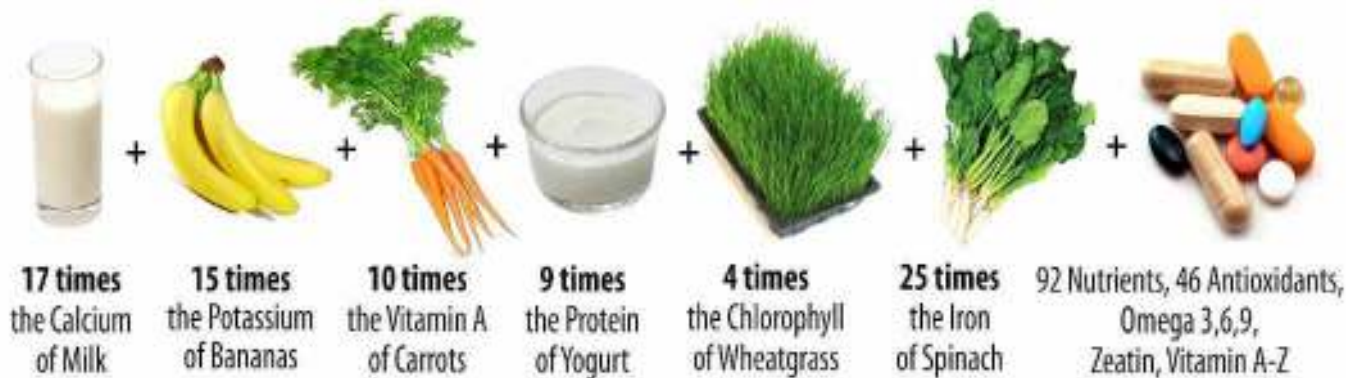 + + + + + +
17 times
the Calcium
of Milk
15 times
the Potassium
of Bananas
10 times
the Vitamin A
of Carrots
9 times
the Protein
of Yogurt
4 times
the Chlorophyll
of Wheatgrass
25 times
the Iron
of Spinach
92 Nutrients, 46 Antioxidants,
Omega 3,6,9,
Zeatin, Vitamin A-Z